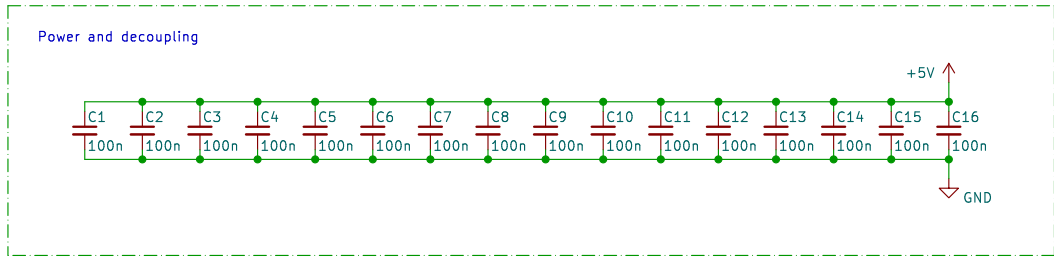 Power and decoupling
+5V
C1 C2 C3 C4 C5 C6 C7 C8 C9 C10 C11 C12 C13 C14 C15 C16
100n 100n 100n 100n 100n 100n 100n 100n 100n 100n 100n 100n 100n 100n 100n 100n
GND